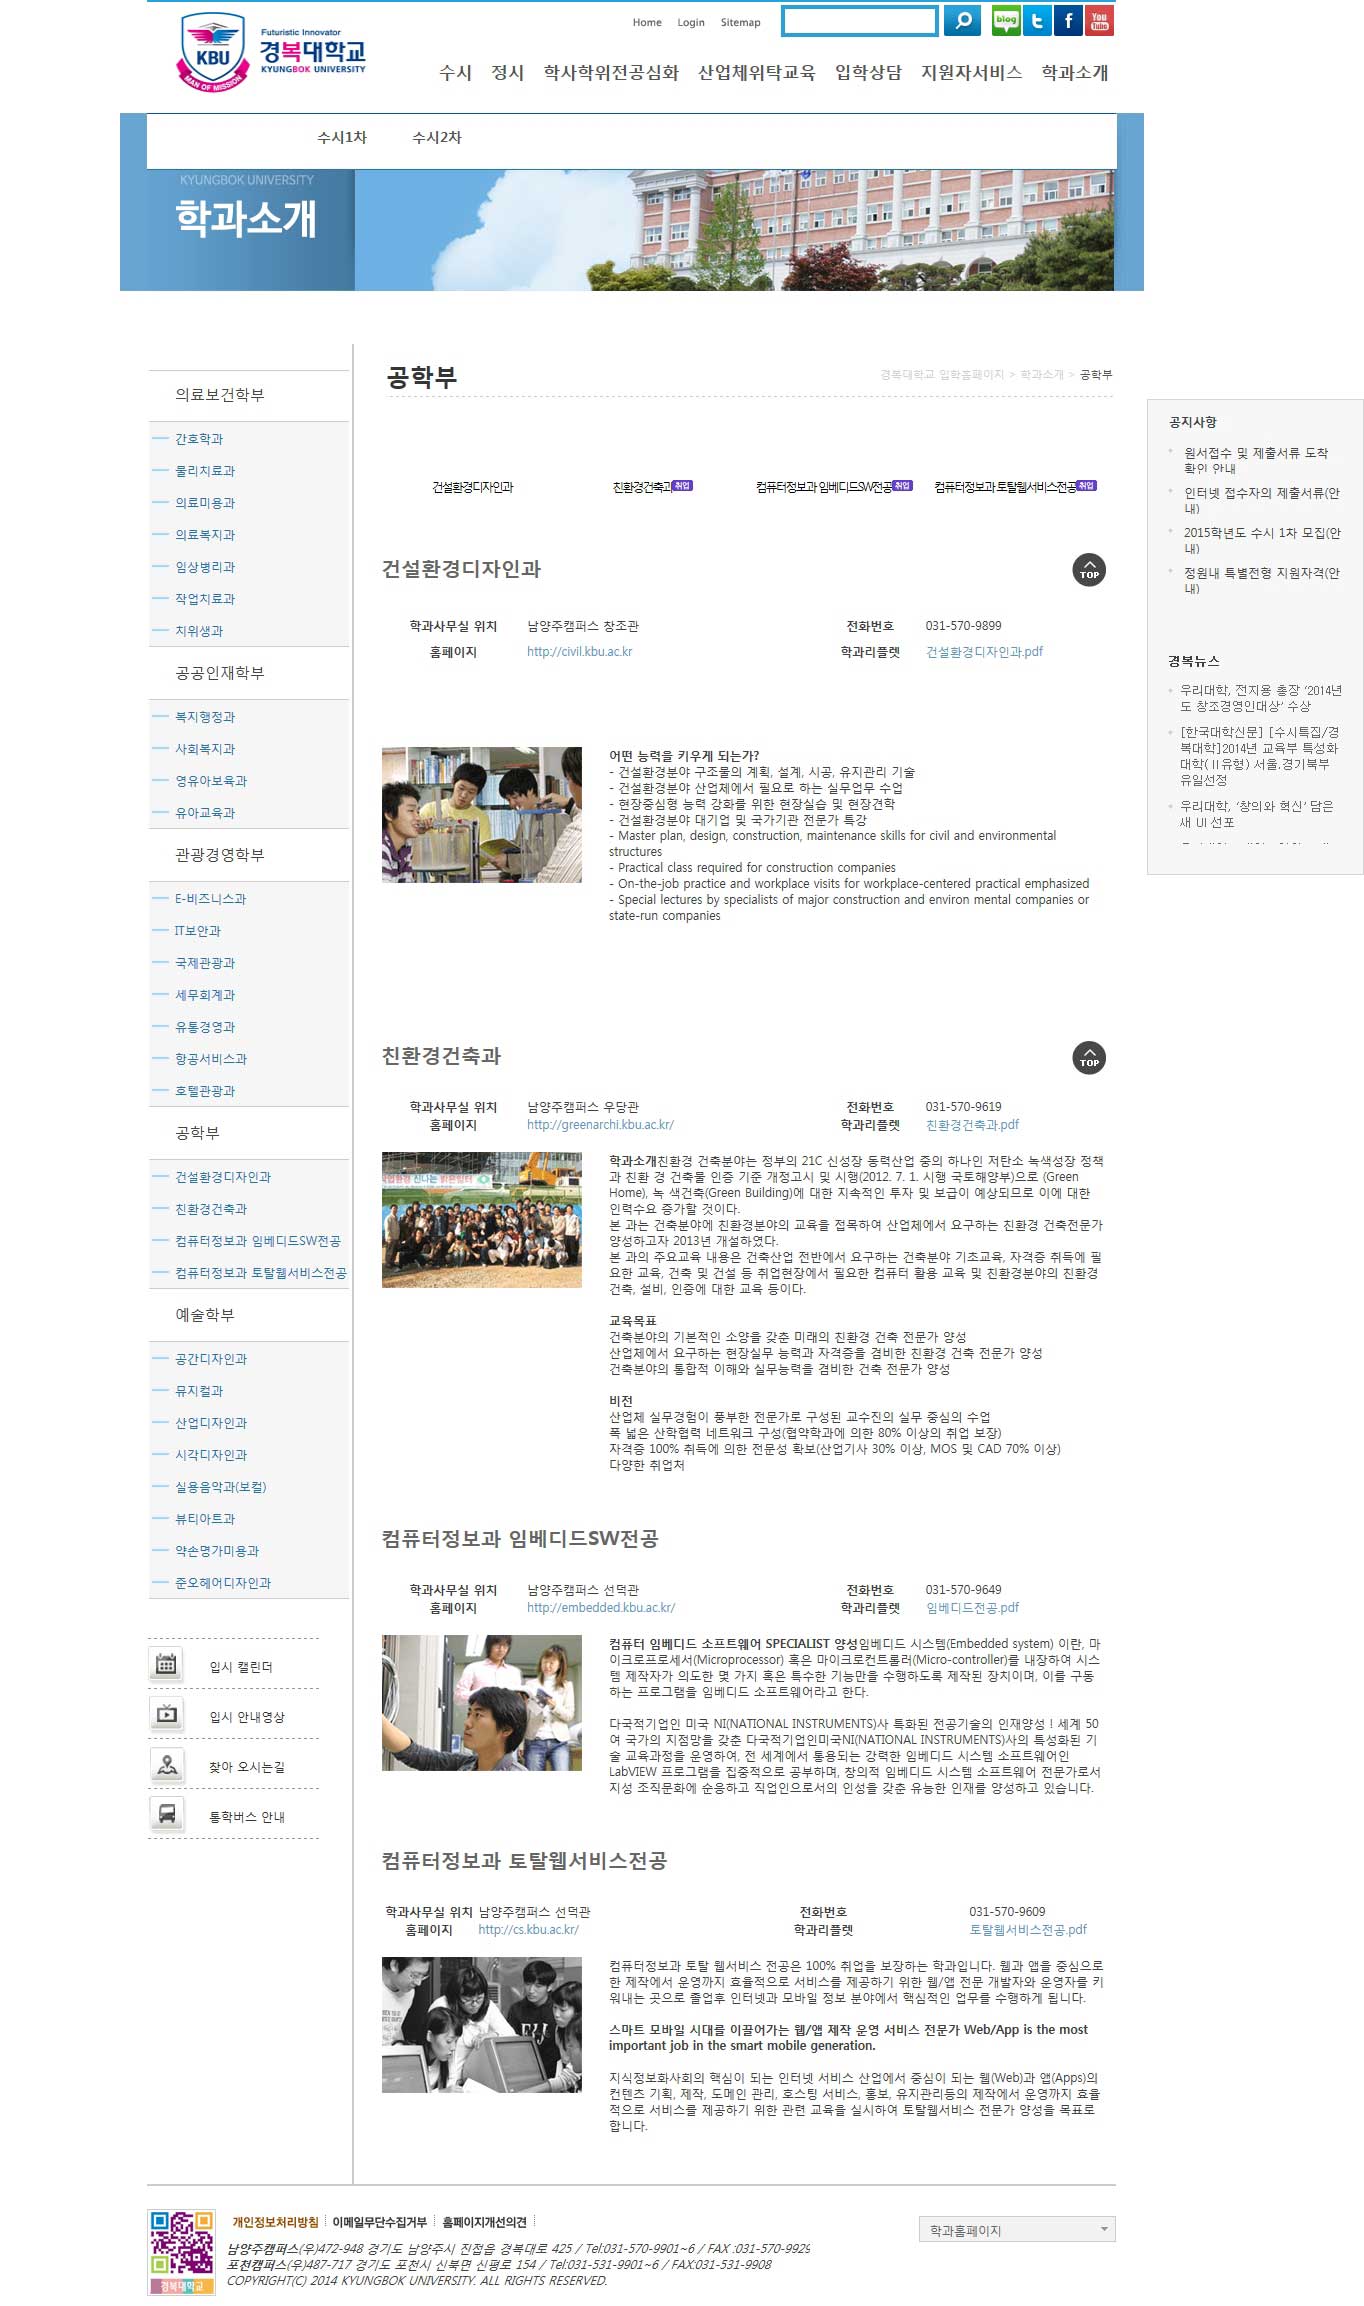 Home Login Sitemap
blog
You Tube
KBU
MAN OF MISSION
Futuristic Innovator
경복대학교
KYUNGBOK UNIVERSITY
수시 정시 학사학위전공심화 산업체위탁교육 입학상담 지원자서비스 학과소개
수시1차 수시2차
KYUNGBOK UNIVERSITY
학과소개
의료보건학부
간호학과
물리치료과
의료미용과
의료복지과
임상병리과
작업치료과
치위생과
공공인재학부
복지행정과
사회복지과
영유아보육과
유아교육과
관광경영학부
E-비즈니스과
IT보안과
국제관광과
세무회계과
유통경영과
항공서비스과
호텔관광과
공학부
건설환경디자인과
친환경건축과
컴퓨터정보과 임베디드SW전공
컴퓨터정보과 토탈웹서비스전공
예술학부
공간디자인과
뮤지컬과
산업디자인과
시각디자인과
실용음악과(보컬)
뷰티아트과
약손명가미용과
준오헤어디자인과
입시 캘린더
입시 안내영상
찾아 오시는길
통학버스 안내
공학부
경복대학교 입학홈페이지 > 학과소개 > 공학부
건설환경디자인과 친환경건축과 취업 컴퓨터정보과 임베디드SW전공 취업 컴퓨터정보과 토탈웹서비스전공 취업
건설환경디자인과
TOP
학과사무실 위치 남양주캠퍼스 창조관 전화번호 031-570-9899
홈페이지 http://civil.kbu.ac.kr 학과리플렛 건설환경디자인과.pdf
어떤 능력을 키우게 되는가?
- 건설환경분야 구조물의 계획, 설계, 시공, 유지관리 기술
- 건설환경분야 산업체에서 필요로 하는 실무업무 수업
- 현장중심형 능력 강화를 위한 현장실습 및 현장견학
- 건설환경분야 대기업 및 국가기관 전문가 특강
- Master plan, design, construction, maintenance skills for civil and environmental
structures
- Practical class required for construction companies
- On-the-job practice and workplace visits for workplace-centered practical emphasized
- Special lectures by specialists of major construction and environ mental companies or
state-run companies
친환경건축과
TOP
학과사무실 위치 남양주캠퍼스 우당관 전화번호 031-570-9619
홈페이지 http://greenarchi.kbu.ac.kr/ 학과리플렛 친환경건축과.pdf
학과소개친환경 건축분야는 정부의 21C 신성장 동력산업 중의 하나인 저탄소 녹색성장 정책
과 친환 경 건축물 인증 기준 개정고시 및 시행(2012. 7. 1. 시행 국토해양부)으로 (Green
Home), 녹 색건축(Green Building)에 대한 지속적인 투자 및 보급이 예상되므로 이에 대한
인력수요 증가할 것이다.
본 과는 건축분야에 친환경분야의 교육을 접목하여 산업체에서 요구하는 친환경 건축전문가
양성하고자 2013년 개설하였다.
본 과의 주요교육 내용은 건축산업 전반에서 요구하는 건축분야 기초교육, 자격증 취득에 필
요한 교육, 건축 및 건설 등 취업현장에서 필요한 컴퓨터 활용 교육 및 친환경분야의 친환경
건축, 설비, 인증에 대한 교육 등이다.
교육목표
건축분야의 기본적인 소양을 갖춘 미래의 친환경 건축 전문가 양성
산업체에서 요구하는 현장실무 능력과 자격증을 겸비한 친환경 건축 전문가 양성
건축분야의 통합적 이해와 실무능력을 겸비한 건축 전문가 양성
비전
산업체 실무경험이 풍부한 전문가로 구성된 교수진의 실무 중심의 수업
폭 넓은 산학협력 네트워크 구성(협약학과에 의한 80% 이상의 취업 보장)
자격증 100% 취득에 의한 전문성 확보(산업기사 30% 이상, MOS 및 CAD 70% 이상)
다양한 취업처
컴퓨터정보과 임베디드SW전공
학과사무실 위치 남양주캠퍼스 선덕관 전화번호 031-570-9649
홈페이지 http://embedded.kbu.ac.kr/ 학과리플렛 임베디드전공.pdf
컴퓨터 임베디드 소프트웨어 SPECIALIST 양성임베디드 시스템(Embedded system) 이란, 마
이크로프로세서(Microprocessor) 혹은 마이크로컨트롤러(Micro-controller)를 내장하여 시스
템 제작자가 의도한 몇 가지 혹은 특수한 기능만을 수행하도록 제작된 장치이며, 이를 구동
하는 프로그램을 임베디드 소프트웨어라고 한다.
다국적기업인 미국 NI(NATIONAL INSTRUMENTS)사 특화된 전공기술의 인재양성 ! 세계 50
여 국가의 지점망을 갖춘 다국적기업인미국NI(NATIONAL INSTRUMENTS)사의 특성화된 기
술 교육과정을 운영하여, 전 세계에서 통용되는 강력한 임베디드 시스템 소프트웨어인
LabVIEW 프로그램을 집중적으로 공부하며, 창의적 임베디드 시스템 소프트웨어 전문가로서
지성 조직문화에 순응하고 직업인으로서의 인성을 갖춘 유능한 인재를 양성하고 있습니다.
컴퓨터정보과 토탈웹서비스전공
학과사무실 위치 남양주캠퍼스 선덕관 전화번호 031-570-9609
홈페이지 http://cs.kbu.ac.kr/ 학과리플렛 토탈웹서비스전공.pdf
컴퓨터정보과 토탈 웹서비스 전공은 100% 취업을 보장하는 학과입니다. 웹과 앱을 중심으로
한 제작에서 운영까지 효율적으로 서비스를 제공하기 위한 웹/앱 전문 개발자와 운영자를 키
워내는 곳으로 졸업후 인터넷과 모바일 정보 분야에서 핵심적인 업무를 수행하게 됩니다.
스마트 모바일 시대를 이끌어가는 웹/앱 제작 운영 서비스 전문가 Web/App is the most
important job in the smart mobile generation.
지식정보화사회의 핵심이 되는 인터넷 서비스 산업에서 중심이 되는 웹(Web)과 앱(Apps)의
컨텐츠 기획, 제작, 도메인 관리, 호스팅 서비스, 홍보, 유지관리등의 제작에서 운영까지 효율
적으로 서비스를 제공하기 위한 관련 교육을 실시하여 토탈웹서비스 전문가 양성을 목표로
합니다.
공지사항
원서접수 및 제출서류 도착
확인 안내
인터넷 접수자의 제출서류(안
내)
2015학년도 수시 1차 모집(안
내)
정원내 특별전형 지원자격(안
내)
경복뉴스
우리대학, 전지용 총장 '2014년
도 창조경영인대상' 수상
[한국대학신문] [수시특집/경
복대학]2014년 교육부 특성화
대학(Ⅱ유형) 서울.경기북부
유일선정
우리대학, '창의와 혁신' 담은
새 UI 선포
개인정보처리방침 이메일무단수집거부 홈페이지개선의견
학과홈페이지
남양주캠퍼스(우)472-948 경기도 남양주시 진접읍 경복대로 425 / Tel:031-570-9901~6 / FAX :031-570-9929
포천캠퍼스(우)487-717 경기도 포천시 신북면 신평로 154 / Tel:031-531-9901~6 / FAX:031-531-9908
COPYRIGHT(C) 2014 KYUNGBOK UNIVERSITY. ALL RIGHTS RESERVED.
경복대학교